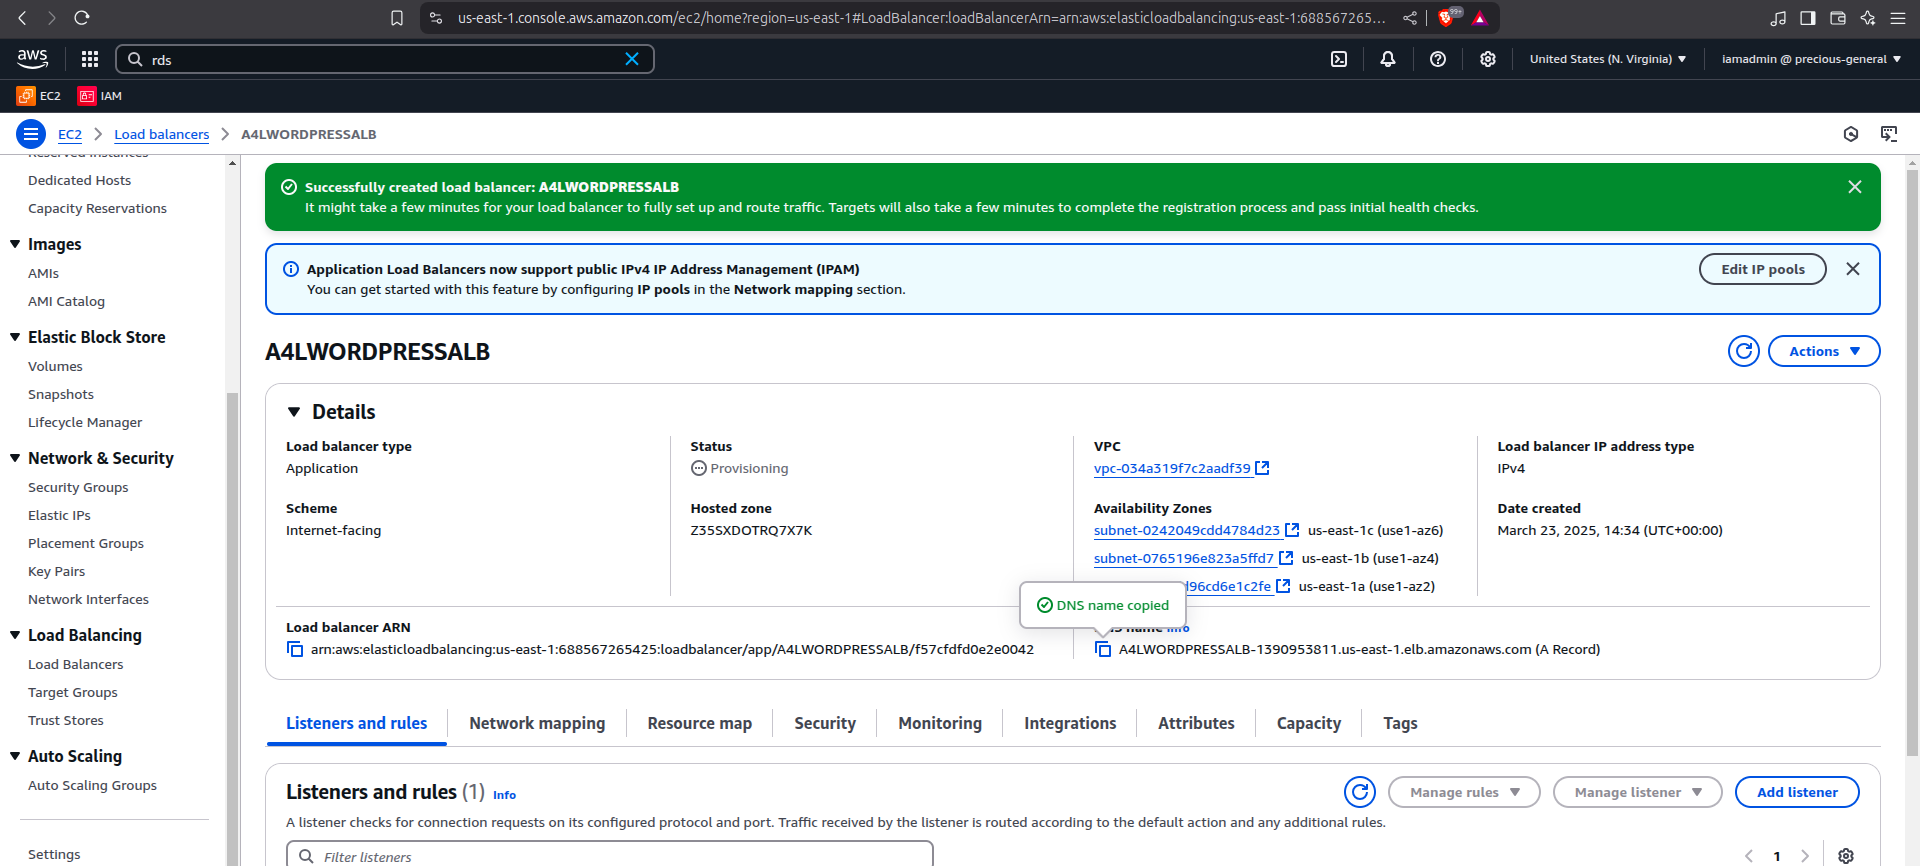 us-east-1.console.aws.amazon.com/ec2/home?region=us-east-1#LoadBalancer:loadBalancerArn=arn:aws:elasticloadbalancing:us-east-1:688567265...
99+
aws
rds
United States (N. Virginia)
iamadmin @ precious-general
EC2
IAM
EC2
Load balancers
A4LWORDPRESSALB
Reserved Instances
Dedicated Hosts
Capacity Reservations
Images
AMIs
AMI Catalog
Elastic Block Store
Volumes
Snapshots
Lifecycle Manager
Network & Security
Security Groups
Elastic IPs
Placement Groups
Key Pairs
Network Interfaces
Load Balancing
Load Balancers
Target Groups
Trust Stores
Auto Scaling
Auto Scaling Groups
Settings
Successfully created load balancer: A4LWORDPRESSALB
It might take a few minutes for your load balancer to fully set up and route traffic. Targets will also take a few minutes to complete the registration process and pass initial health checks.
Application Load Balancers now support public IPv4 IP Address Management (IPAM)
You can get started with this feature by configuring IP pools in the Network mapping section.
Edit IP pools
A4LWORDPRESSALB
Actions
Details
Load balancer type
Application
Status
Provisioning
VPC
vpc-034a319f7c2aadf39
Load balancer IP address type
IPv4
Scheme
Internet-facing
Hosted zone
Z35SXDOTRQ7X7K
Availability Zones
subnet-0242049cdd4784d23 us-east-1c (use1-az6)
subnet-0765196e823a5ffd7 us-east-1b (use1-az4)
d96cd6e1c2fe us-east-1a (use1-az2)
Date created
March 23, 2025, 14:34 (UTC+00:00)
DNS name copied
Load balancer ARN
arn:aws:elasticloadbalancing:us-east-1:688567265425:loadbalancer/app/A4LWORDPRESSALB/f57cfdfd0e2e0042
name Info
A4LWORDPRESSALB-1390953811.us-east-1.elb.amazonaws.com (A Record)
Listeners and rules
Network mapping
Resource map
Security
Monitoring
Integrations
Attributes
Capacity
Tags
Listeners and rules (1) Info
Manage rules
Manage listener
Add listener
A listener checks for connection requests on its configured protocol and port. Traffic received by the listener is routed according to the default action and any additional rules.
Filter listeners
1